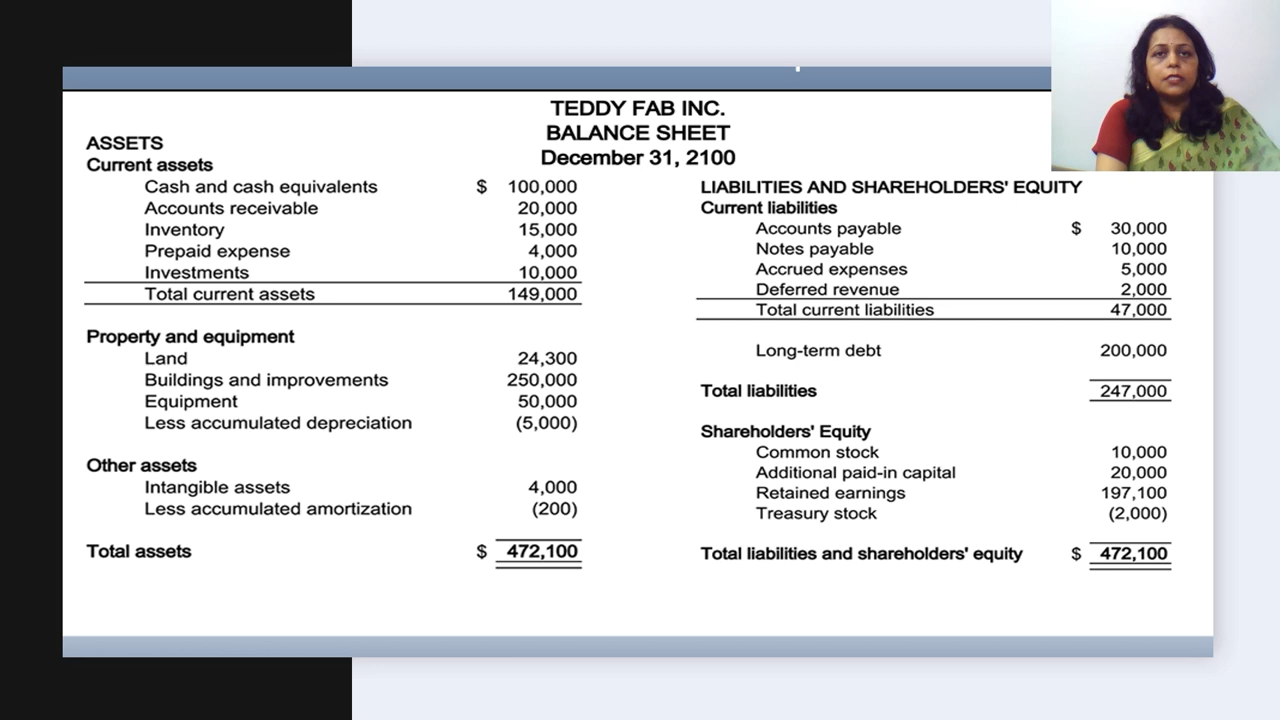 TEDDY FAB INC.
BALANCE SHEET
December 31, 2100
ASSETS
Current assets
Cash and cash equivalents $ 100,000
Accounts receivable 20,000
Inventory 15,000
Prepaid expense 4,000
Investments 10,000
Total current assets 149,000
Property and equipment
Land 24,300
Buildings and improvements 250,000
Equipment 50,000
Less accumulated depreciation (5,000)
Other assets
Intangible assets 4,000
Less accumulated amortization (200)
Total assets $ 472,100
LIABILITIES AND SHAREHOLDERS' EQUITY
Current liabilities
Accounts payable $ 30,000
Notes payable 10,000
Accrued expenses 5,000
Deferred revenue 2,000
Total current liabilities 47,000
Long-term debt 200,000
Total liabilities 247,000
Shareholders' Equity
Common stock 10,000
Additional paid-in capital 20,000
Retained earnings 197,100
Treasury stock (2,000)
Total liabilities and shareholders' equity $ 472,100